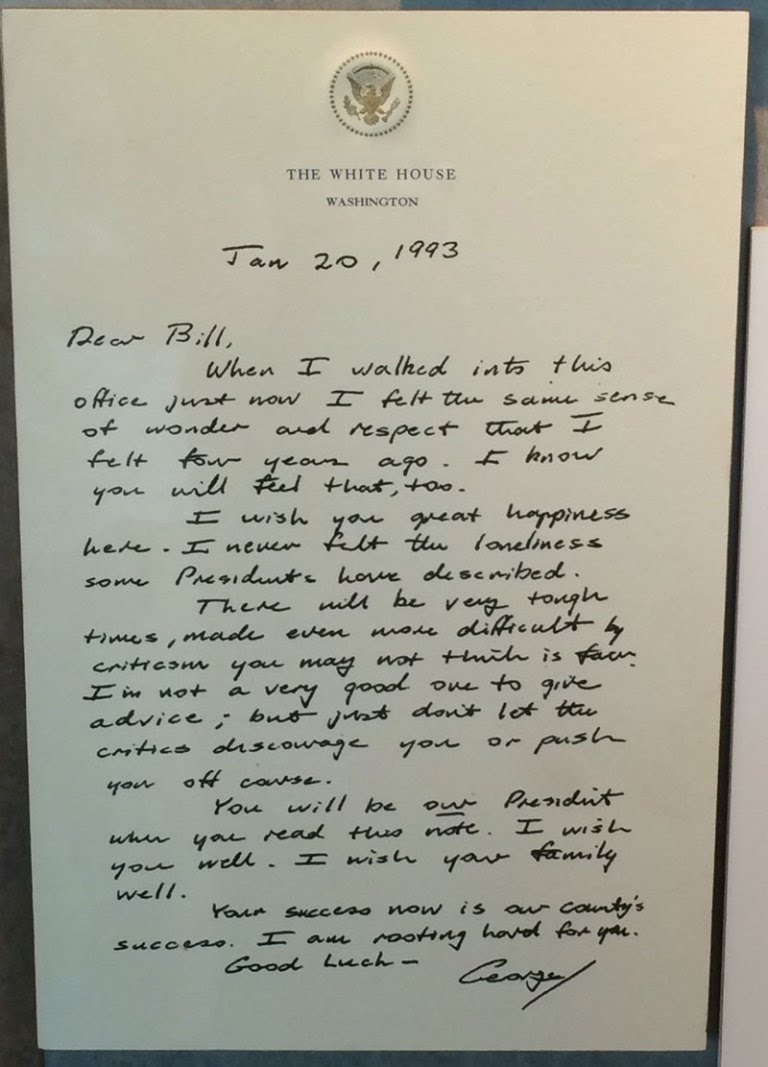 THE WHITE HOUSE
WASHINGTON
Jan 20, 1993
Dear Bill,
When I walked into this
office just now I felt the same sense
of wonder and respect that I
felt four years ago. I know
you will feel that, too.
I wish you great happiness
here. I never felt the loneliness
some Presidents have described.
There will be very tough
times, made even more difficult by
criticism you may not think is fair.
I'm not a very good one to give
advice; but just don't let the
critics discourage you or push
you off course.
You will be our President
when you read this note. I wish
you well. I wish your family
well.
Your success now is our county's
success. I am rooting hard for you.
Good Luck—
George